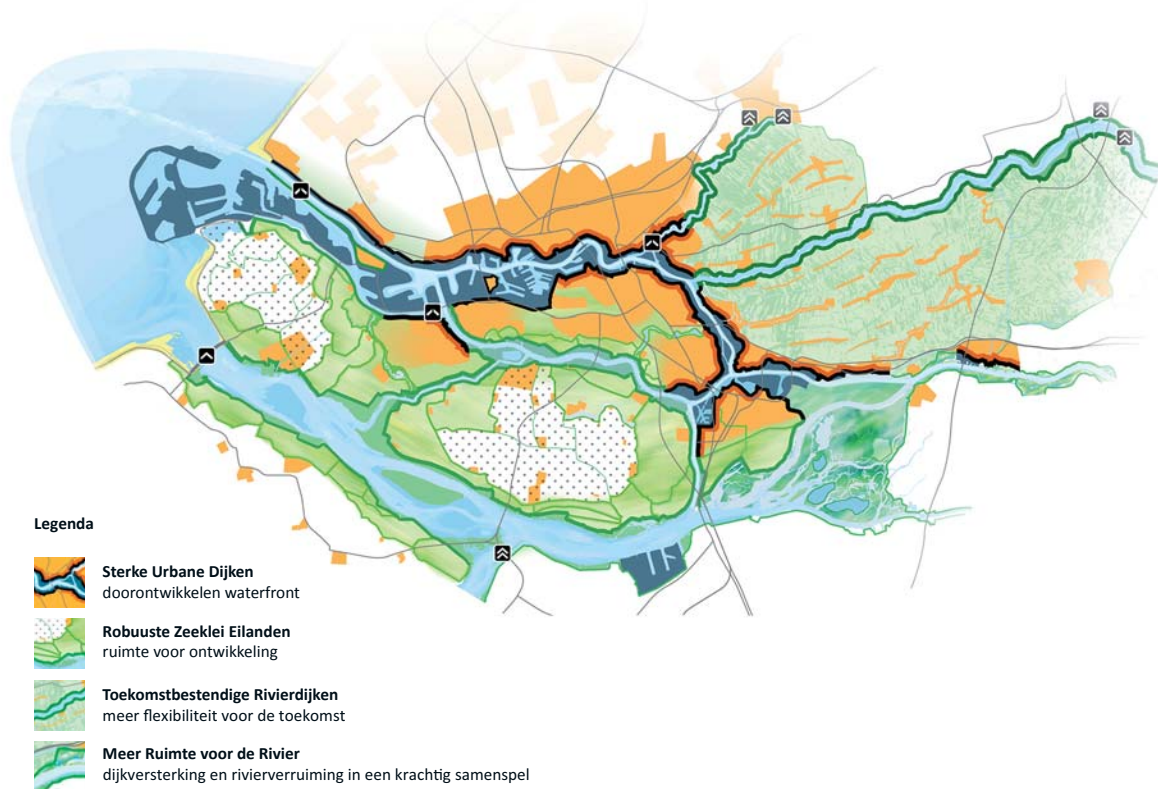 Legenda
Sterke Urbane Dijken
doorontwikkelen waterfront
Robuuste Zeeklei Eilanden
ruimte voor ontwikkeling
Toekomstbestendige Rivierdijken
meer flexibiliteit voor de toekomst
Meer Ruimte voor de Rivier
dijkversterking en rivierverruiming in een krachtig samenspel